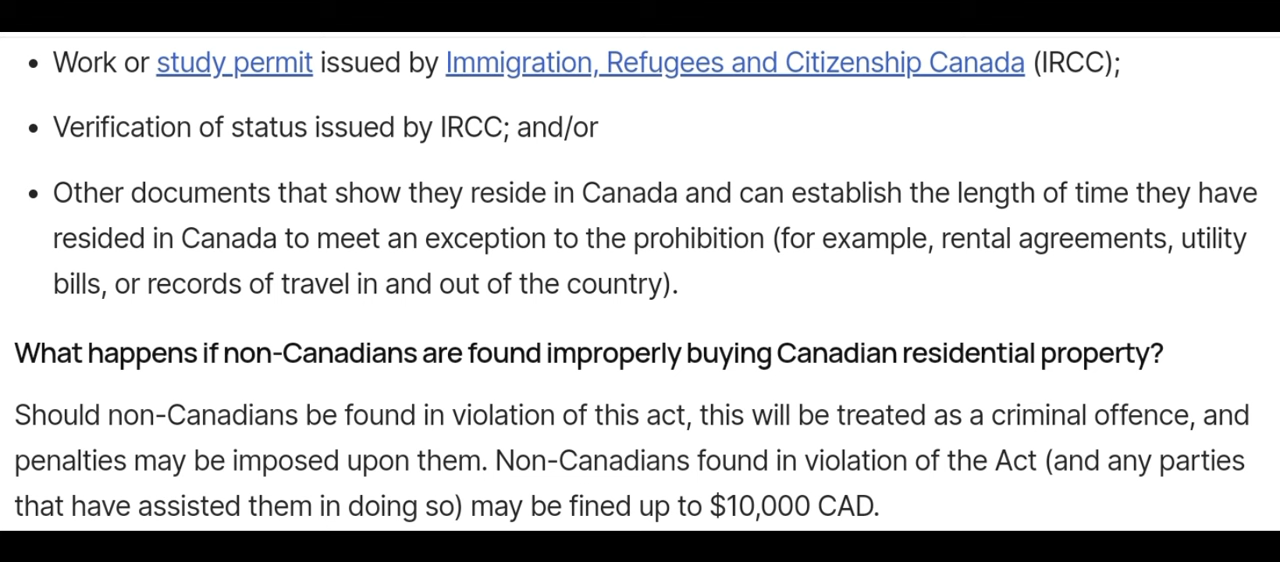 • Work or study permit issued by Immigration, Refugees and Citizenship Canada (IRCC);
• Verification of status issued by IRCC; and/or
• Other documents that show they reside in Canada and can establish the length of time they have
resided in Canada to meet an exception to the prohibition (for example, rental agreements, utility
bills, or records of travel in and out of the country).
What happens if non-Canadians are found improperly buying Canadian residential property?
Should non-Canadians be found in violation of this act, this will be treated as a criminal offence, and
penalties may be imposed upon them. Non-Canadians found in violation of the Act (and any parties
that have assisted them in doing so) may be fined up to $10,000 CAD.